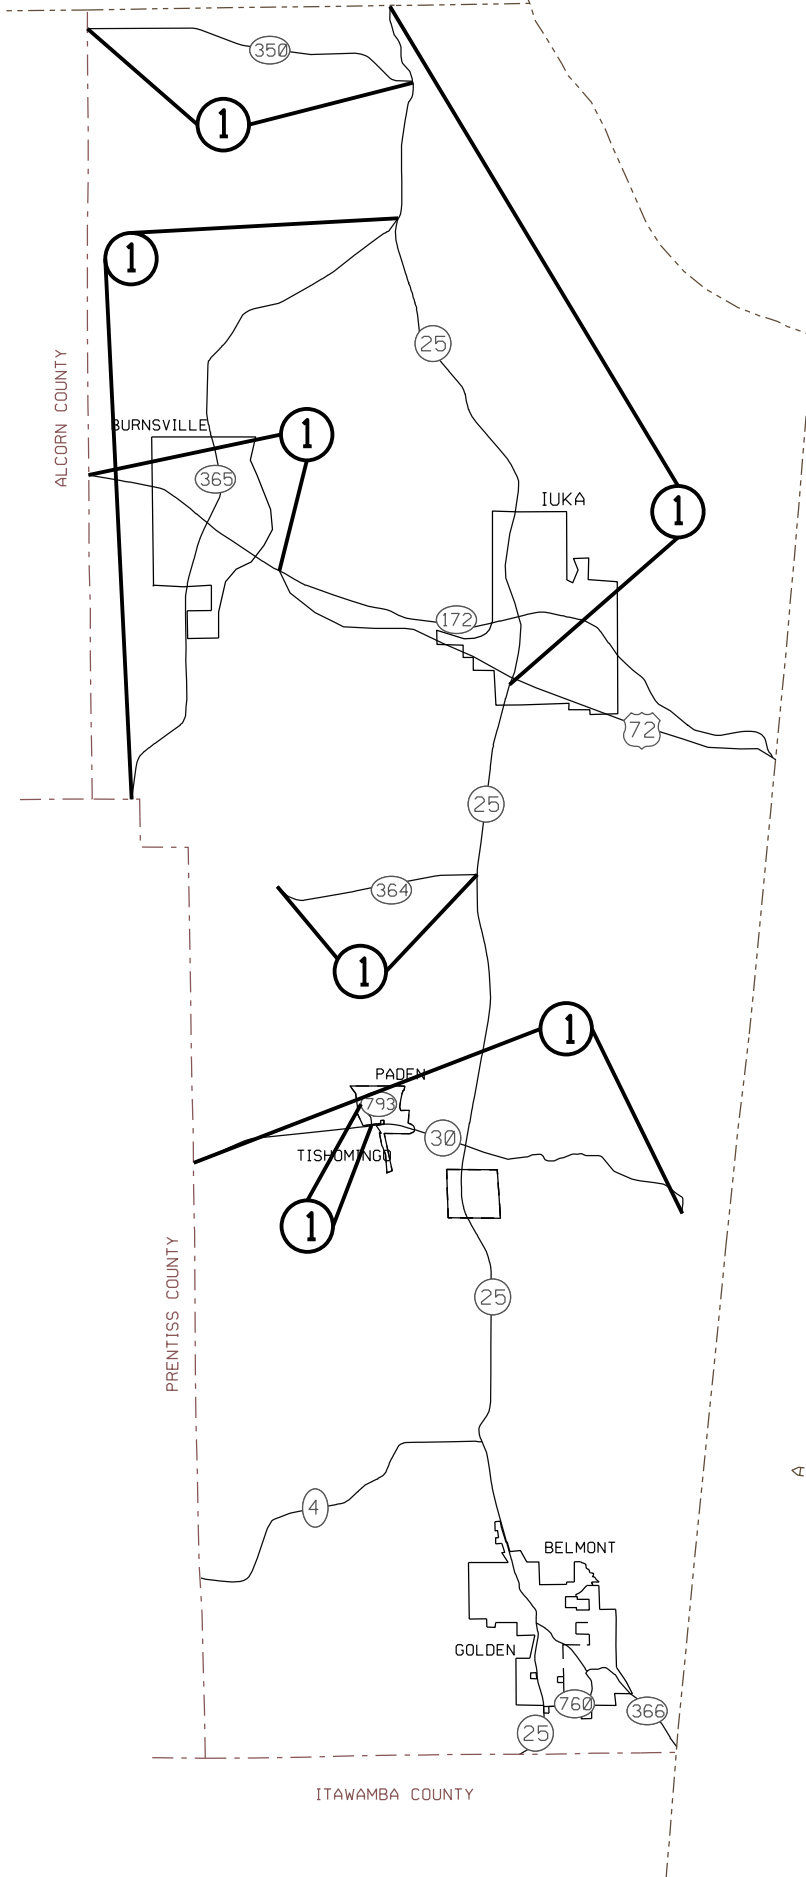 350
1
1
25
ALCORN COUNTY
BURNSVILLE
1
365
IUKA
1
172
72
25
364
1
1
PADEN
793
30
TISHOMINGO
1
PRENTISS COUNTY
25
A
4
BELMONT
GOLDEN
760
366
25
ITAWAMBA COUNTY